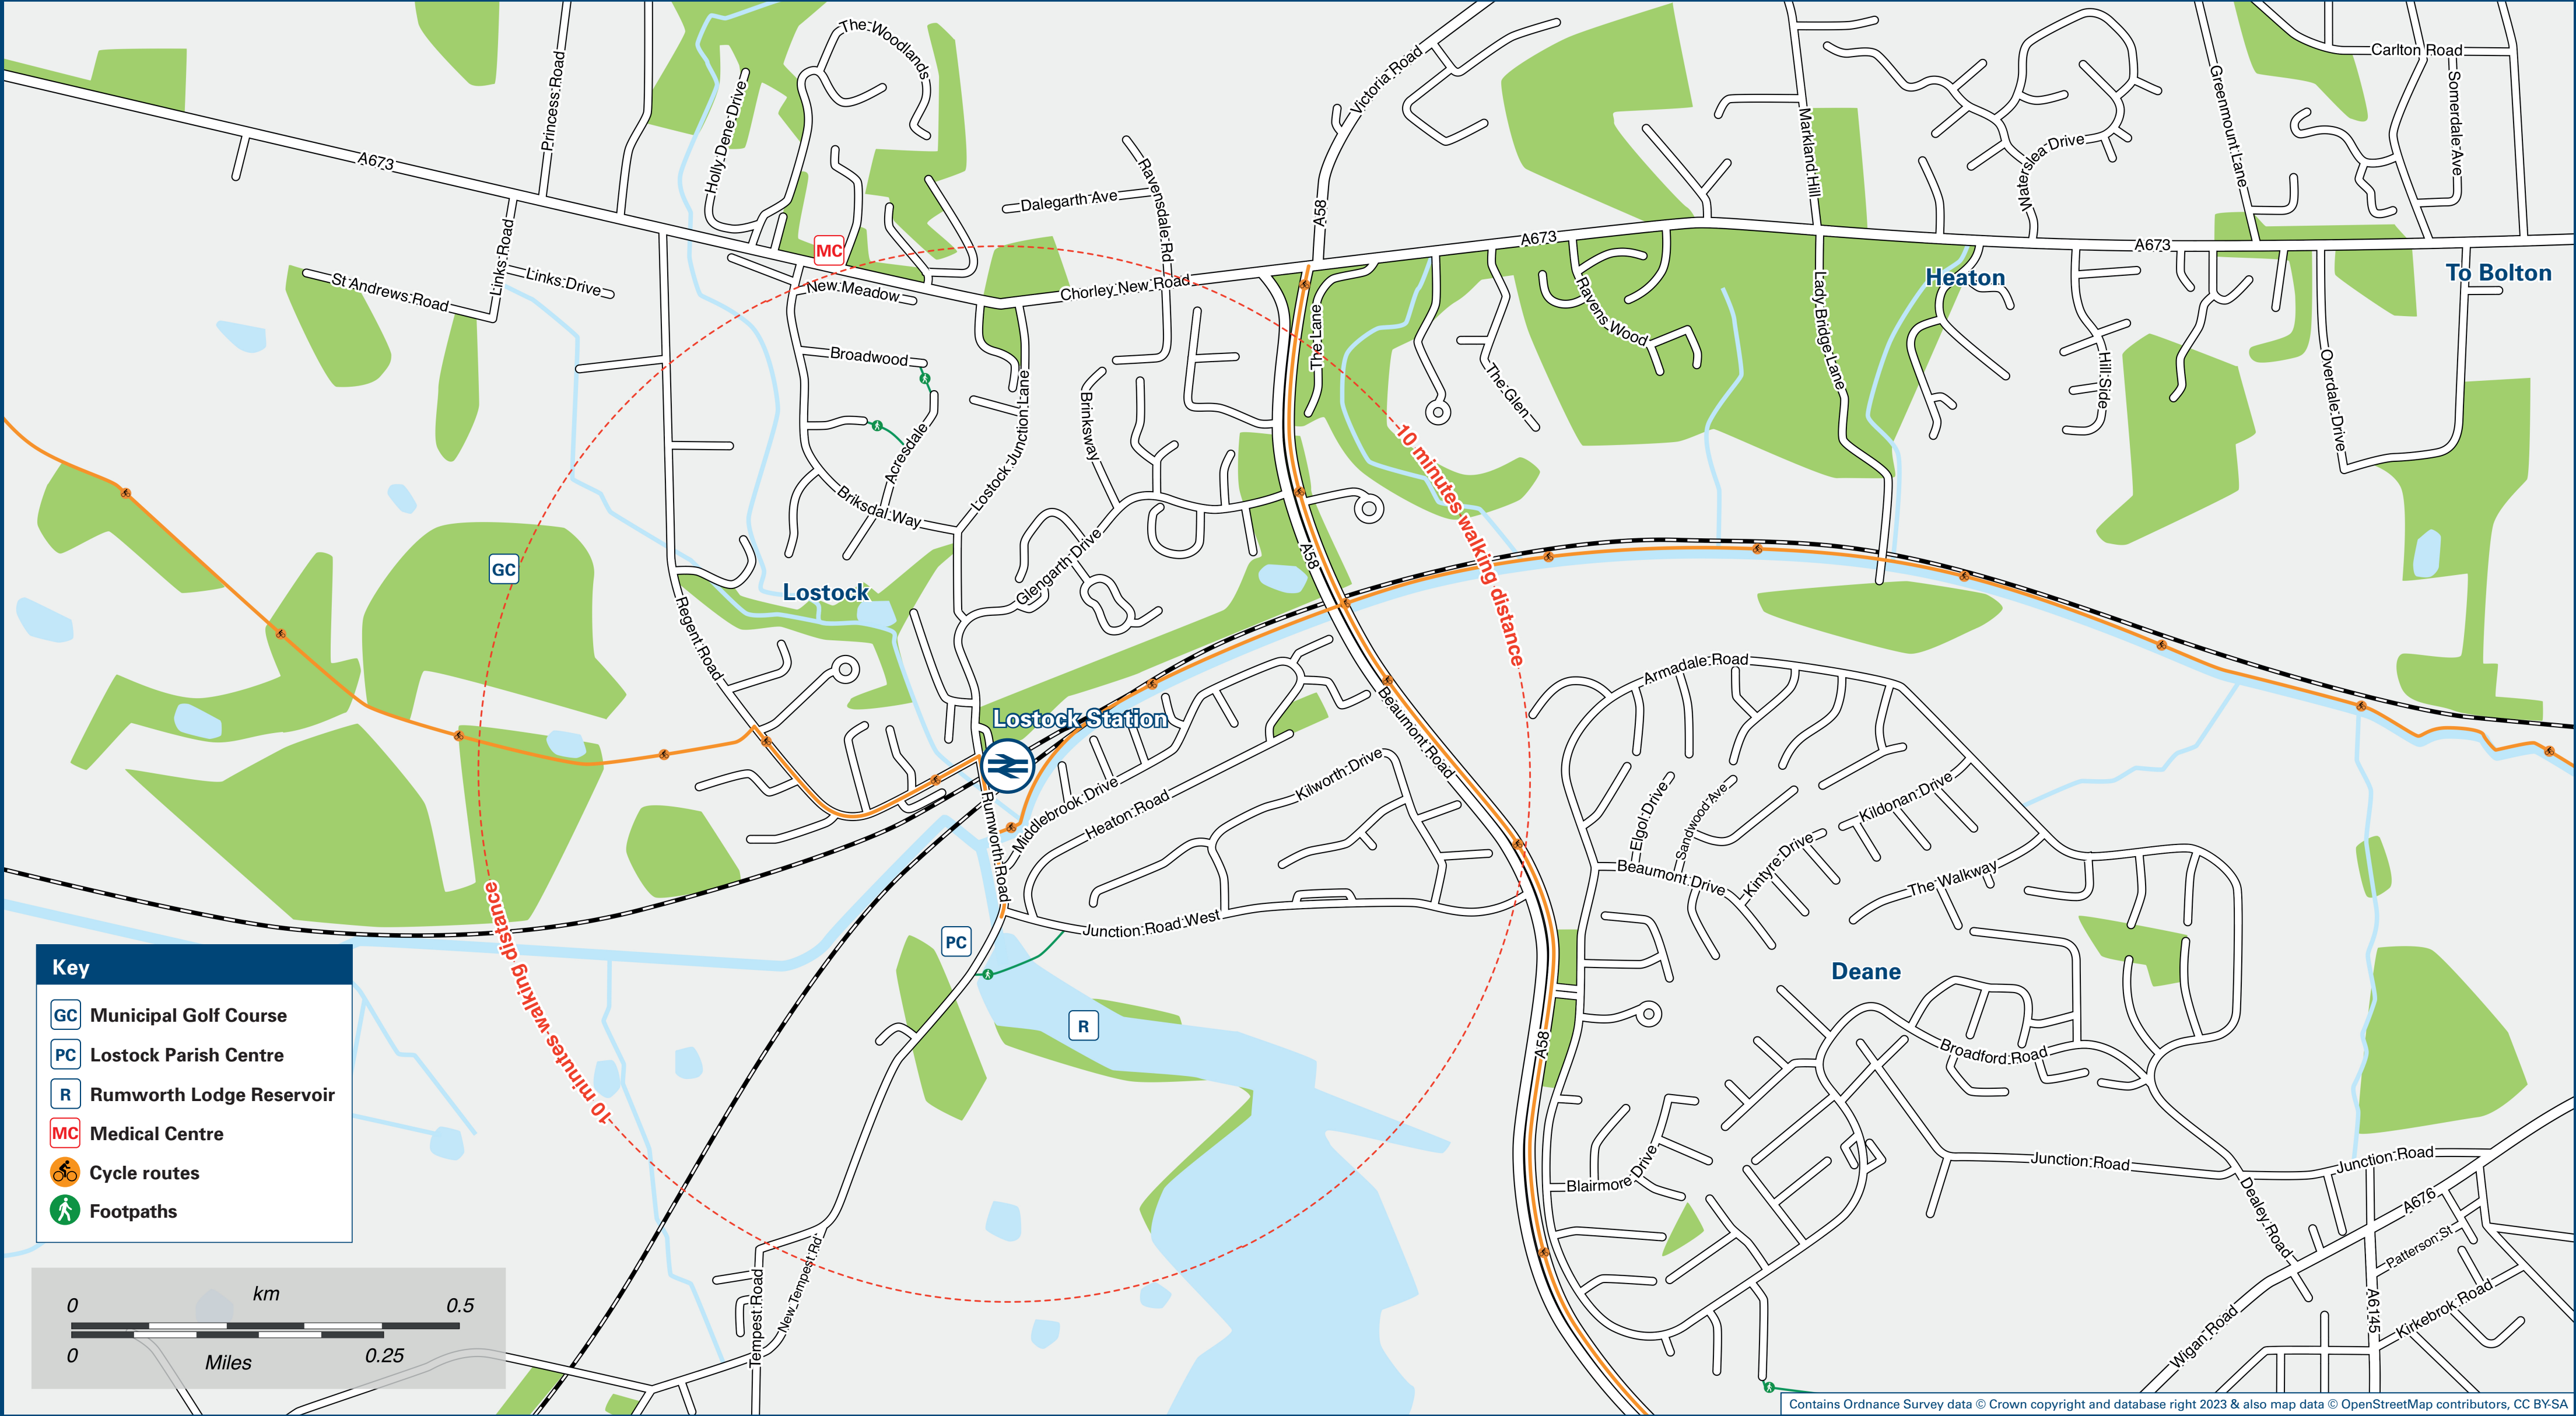 The Woodlands
Victoria Road
Carlton Road
Princess Road
Holly Dene Drive
Markland Hill
Greenmount Lane
Somerdale Ave
A673
Ravensdale Rd
Dalegarth Ave
A58
Waterslea Drive
Links Road
MC
A673
A673
Heaton
To Bolton
St Andrews Road
Links Drive
New Meadow
Chorley New Road
The Lane
Ravens Wood
Lady Bridge Lane
Broadwood
Hill Side
Overdale Drive
Lostock Junction Lane
Brinksway
The Glen
Acresdale
10 minutes walking distance
Briksdal Way
A58
GC
Lostock
Glengarth Drive
Regent Road
Armadale Road
Lostock Station
Beaumont Road
Kilworth Drive
Middlebrook Drive
Heaton Road
Rumworth Road
Elgol Drive
Sandwood Ave
Kildonan Drive
Beaumont Drive
Kintyre Drive
The Walkway
Junction Road West
PC
10 minutes walking distance
Deane
R
A58
Broadford Road
Blairmore Drive
Junction Road
Junction Road
Dealey Road
A676
Patterson St
Tempest Road
New Tempest Rd
A6145
Kirkebrok Road
Wigan Road
Key
GC Municipal Golf Course
PC Lostock Parish Centre
R Rumworth Lodge Reservoir
MC Medical Centre
Cycle routes
Footpaths
km
0 0.5
0 Miles 0.25
Contains Ordnance Survey data © Crown copyright and database right 2023 & also map data © OpenStreetMap contributors, CC BY-SA